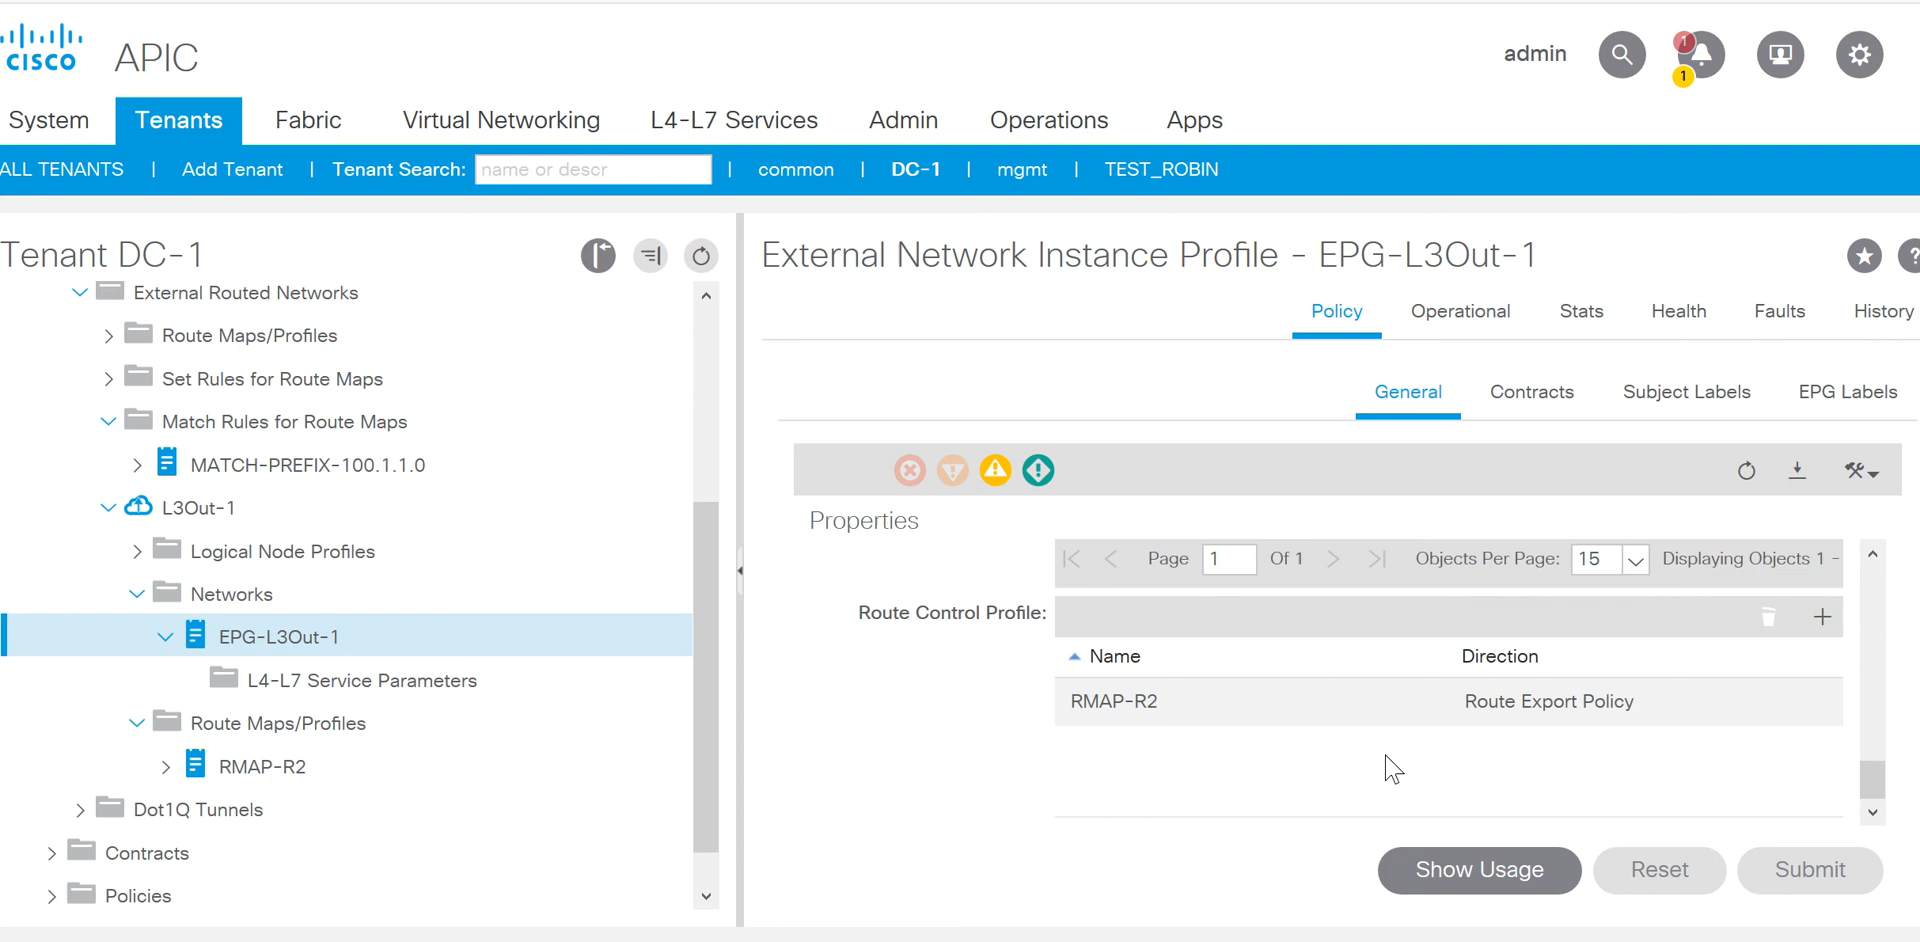 CISCO APIC admin 1 1
System Tenants Fabric Virtual Networking L4-L7 Services Admin Operations Apps
ALL TENANTS | Add Tenant | Tenant Search: name or descr | common | DC-1 | mgmt | TEST_ROBIN
Tenant DC-1
External Routed Networks
Route Maps/Profiles
Set Rules for Route Maps
Match Rules for Route Maps
MATCH-PREFIX-100.1.1.0
L3Out-1
Logical Node Profiles
Networks
EPG-L3Out-1
L4-L7 Service Parameters
Route Maps/Profiles
RMAP-R2
Dot1Q Tunnels
Contracts
Policies
External Network Instance Profile - EPG-L3Out-1
Policy Operational Stats Health Faults History
General Contracts Subject Labels EPG Labels
Properties
Page 1 Of 1 Objects Per Page: 15 Displaying Objects 1 -
Route Control Profile:
Name Direction
RMAP-R2 Route Export Policy
Show Usage Reset Submit